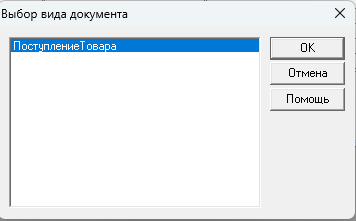 Выбор вида документа
ПоступлениеТовара
OK
Отмена
Помощь